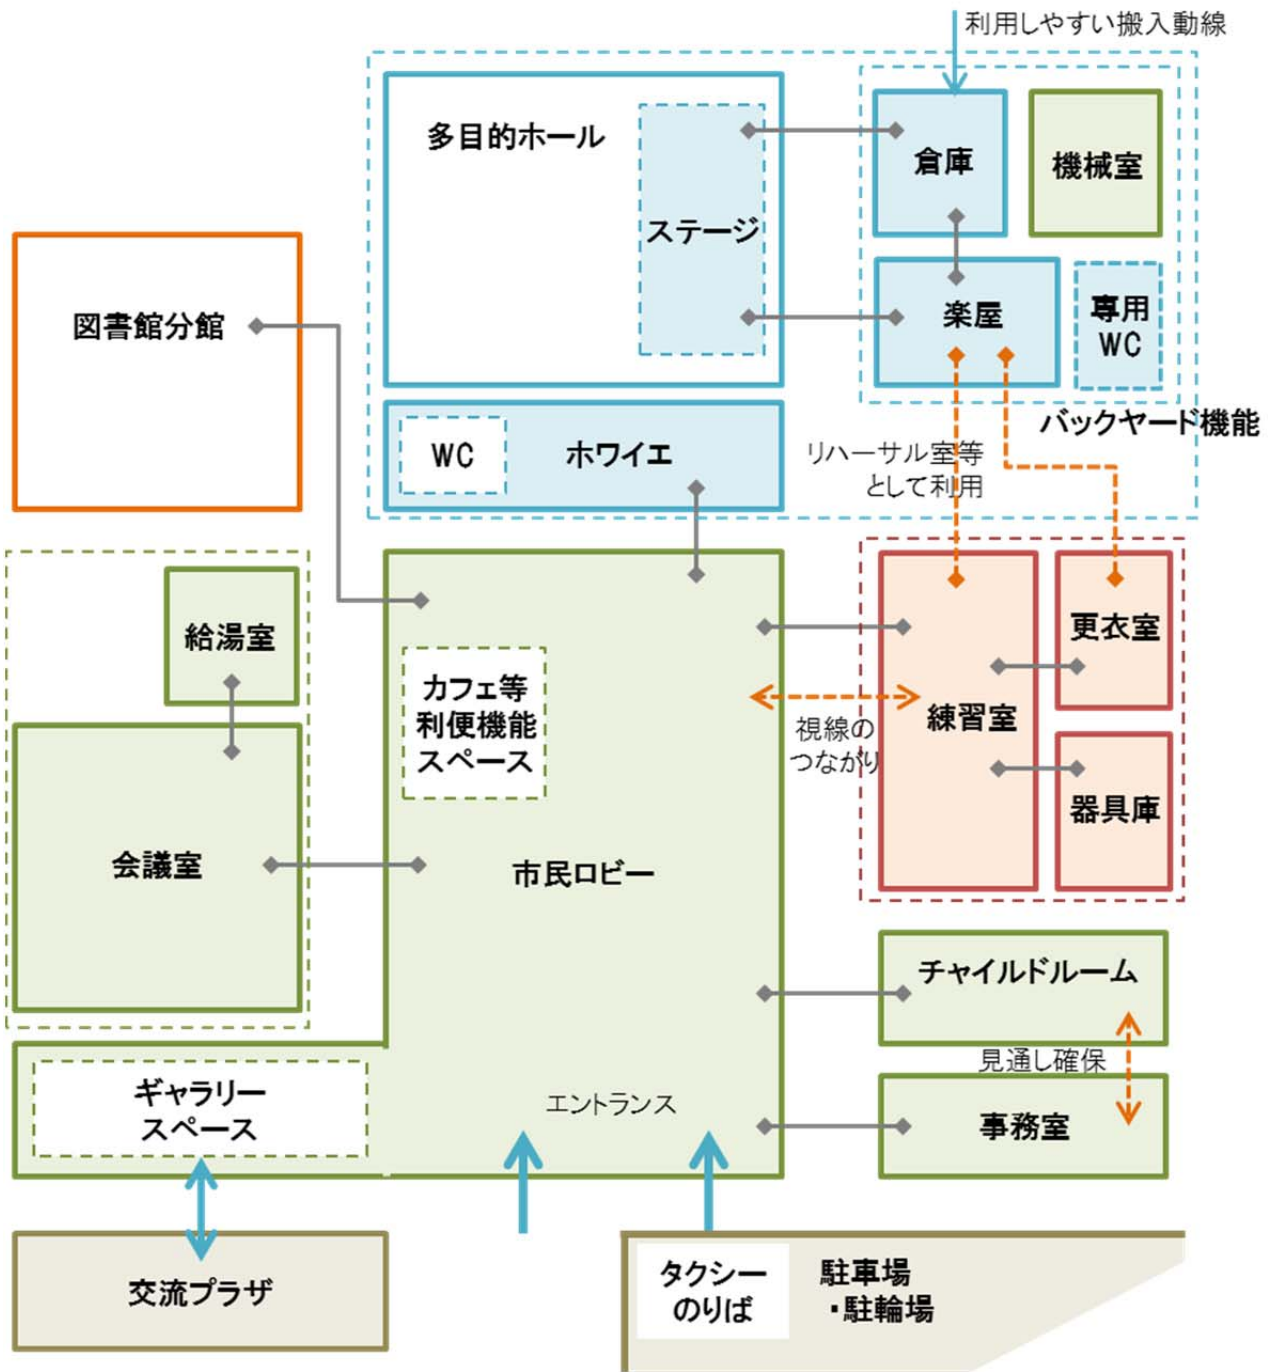 利用しやすい搬入動線
多目的ホール
ステージ
倉庫
機械室
楽屋
専用
WC
バックヤード機能
図書館分館
WC
ホワイエ
リハーサル室等
として利用
給湯室
カフェ等
利便機能
スペース
視線の
つながり
練習室
更衣室
器具庫
会議室
市民ロビー
チャイルドルーム
見通し確保
ギャラリー
スペース
エントランス
事務室
交流プラザ
タクシー
のりば
駐車場
・駐輪場